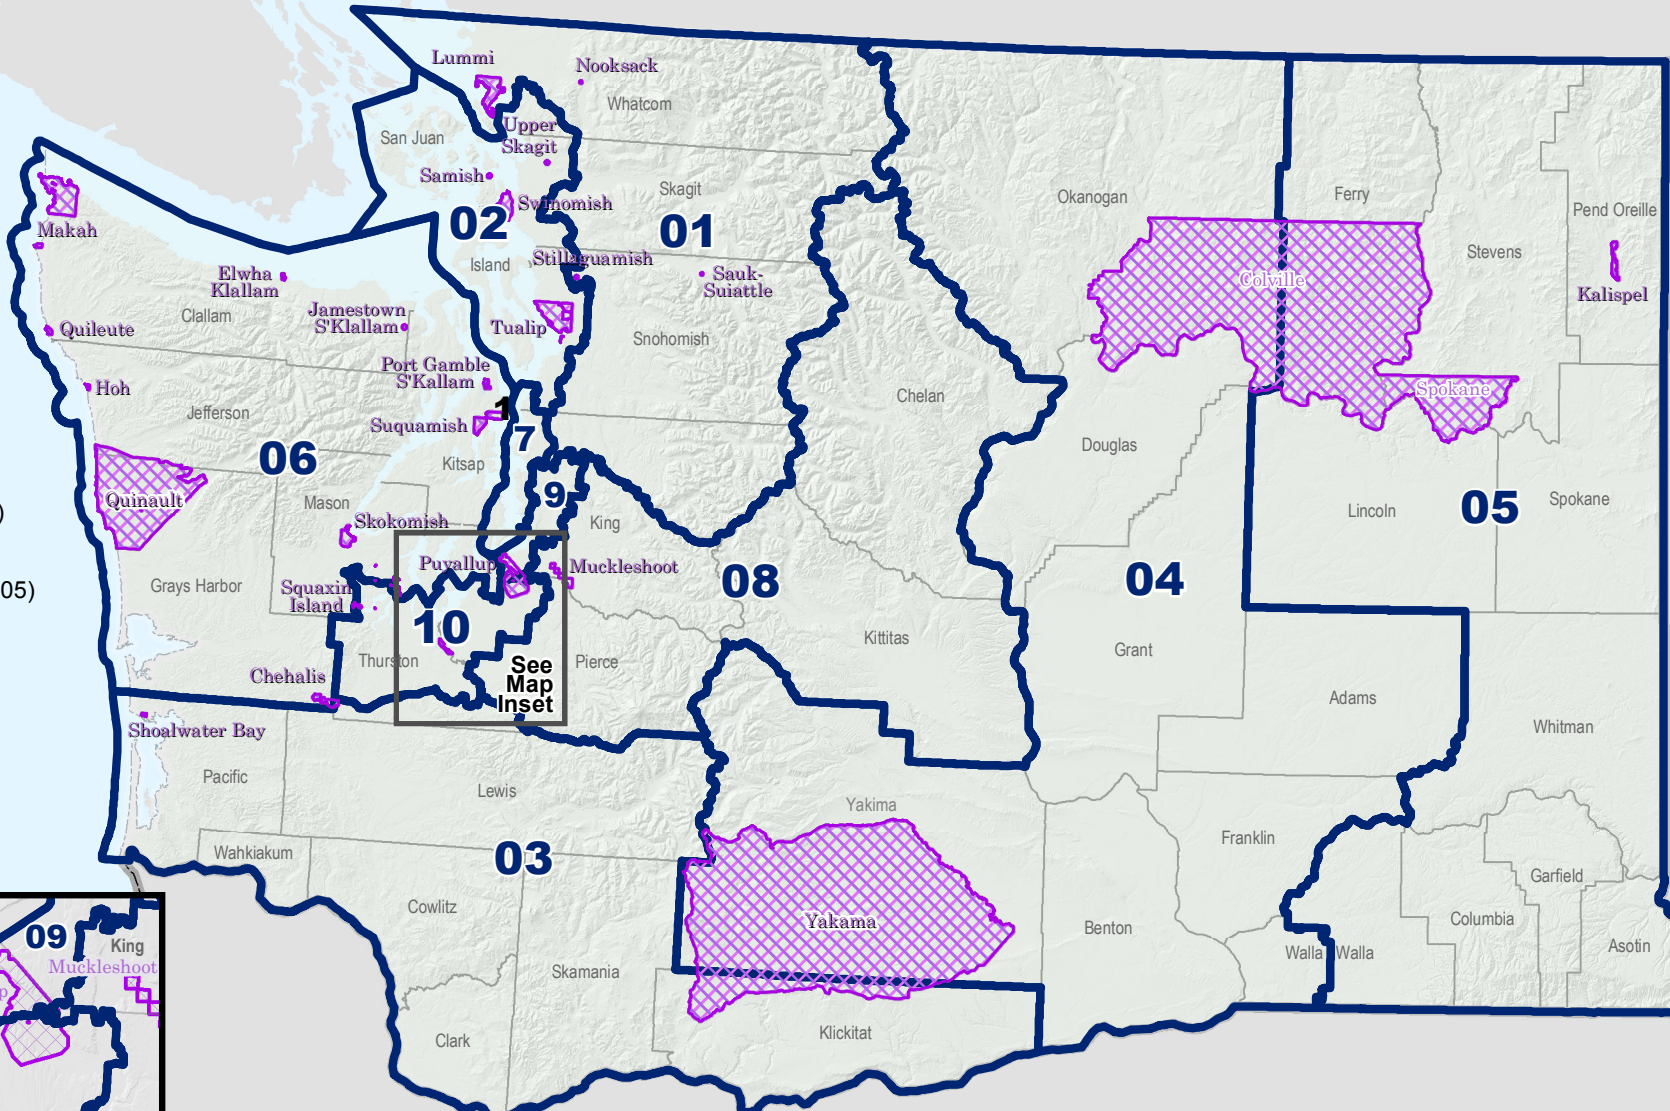 Lummi
Nooksack
Whatcom
San Juan
Upper
Skagit
Samish
Skagit
Swinomish
02
01
Okanogan
Ferry
Pend Oreille
Makah
Stillaguamish
Island
Sauk-
Suiattle
Stevens
Elwha
Klallam
Colville
Kalispel
Clallam
Jamestown
S'Klallam
Quileute
Tualip
Snohomish
Port Gamble
S'Kallam
Hoh
Chelan
Spokane
Jefferson
1
Suquamish
7
Douglas
06
Kitsap
Quinault
Mason
9
Lincoln
05
Spokane
)
Skokomish
King
Puyallup
Muckleshoot
08
04
Grays Harbor
Squaxin
Island
05)
10
Kittitas
Grant
Thurston
See
Map
Inset
Pierce
Chehalis
Adams
Shoalwater Bay
Whitman
Pacific
Lewis
Yakima
Franklin
Wahkiakum
03
Garfield
Cowlitz
Yakama
Benton
Columbia
09
King
Walla Walla
Asotin
Muckleshoot
Skamania
p
Clark
Klickitat